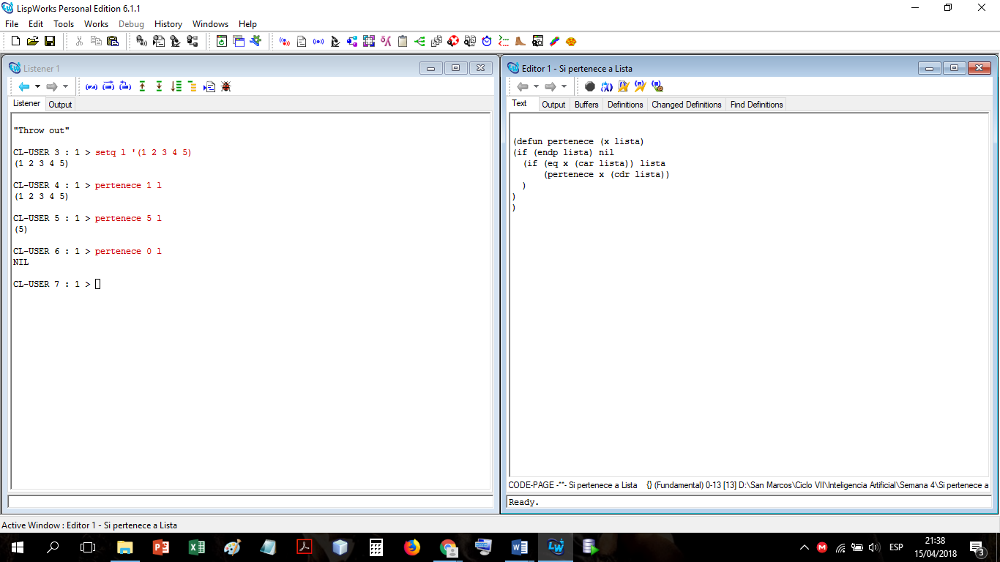 LispWorks Personal Edition 6.1.1
File Edit Tools Works Debug History Windows Help
Listener 1
Listener Output
"Throw out"
CL-USER 3 : 1 > setq l '(1 2 3 4 5)
(1 2 3 4 5)
CL-USER 4 : 1 > pertenece 1 l
(1 2 3 4 5)
CL-USER 5 : 1 > pertenece 5 l
(5)
CL-USER 6 : 1 > pertenece 0 l
NIL
CL-USER 7 : 1 >
Editor 1 - Si pertenece a Lista
Text Output Buffers Definitions Changed Definitions Find Definitions
(defun pertenece (x lista)
(if (endp lista) nil
(if (eq x (car lista)) lista
(pertenece x (cdr lista))
)
)
)
CODE-PAGE -**- Si pertenece a Lista {} (Fundamental) 0-13 [13] D:\San Marcos\Ciclo VII\Inteligencia Artificial\Semana 4\Si pertenece a
Ready.
Active Window : Editor 1 - Si pertenece a Lista
ESP
21:38
15/04/2018
3